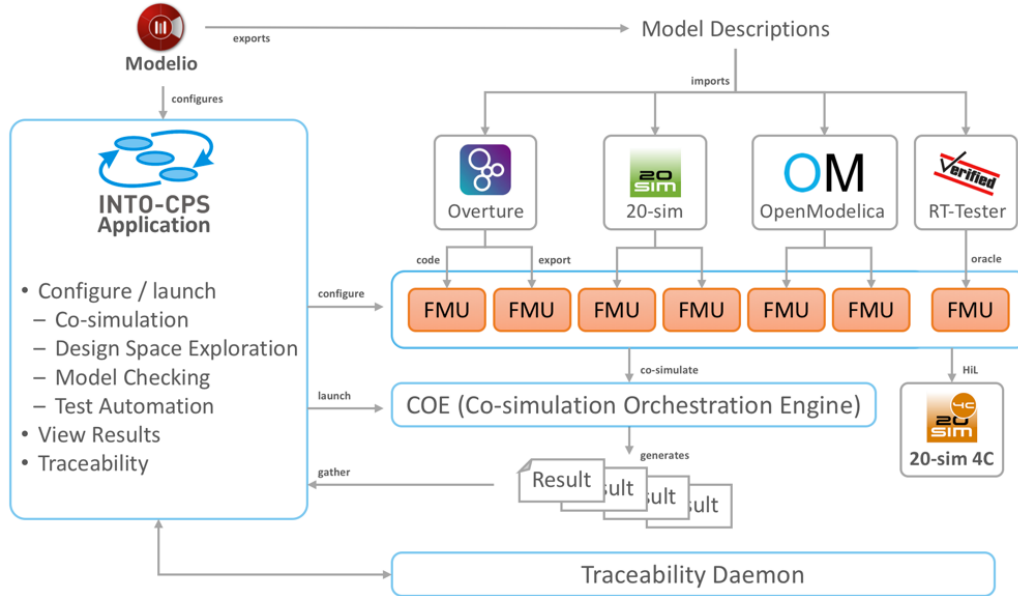 exports
Model Descriptions
Modelio
imports
configures
INTO-CPS
Application
• Configure / launch
– Co-simulation
– Design Space Exploration
– Model Checking
– Test Automation
• View Results
• Traceability
20
SIM
OM
Verified
Overture
20-sim
OpenModelica
RT-Tester
code
export
oracle
configure
FMU
FMU
FMU
FMU
FMU
FMU
FMU
co-simulate
HiL
launch
COE (Co-simulation Orchestration Engine)
4C
20
SIM
20-sim 4C
generates
gather
Result
sult
sult
sult
Traceability Daemon